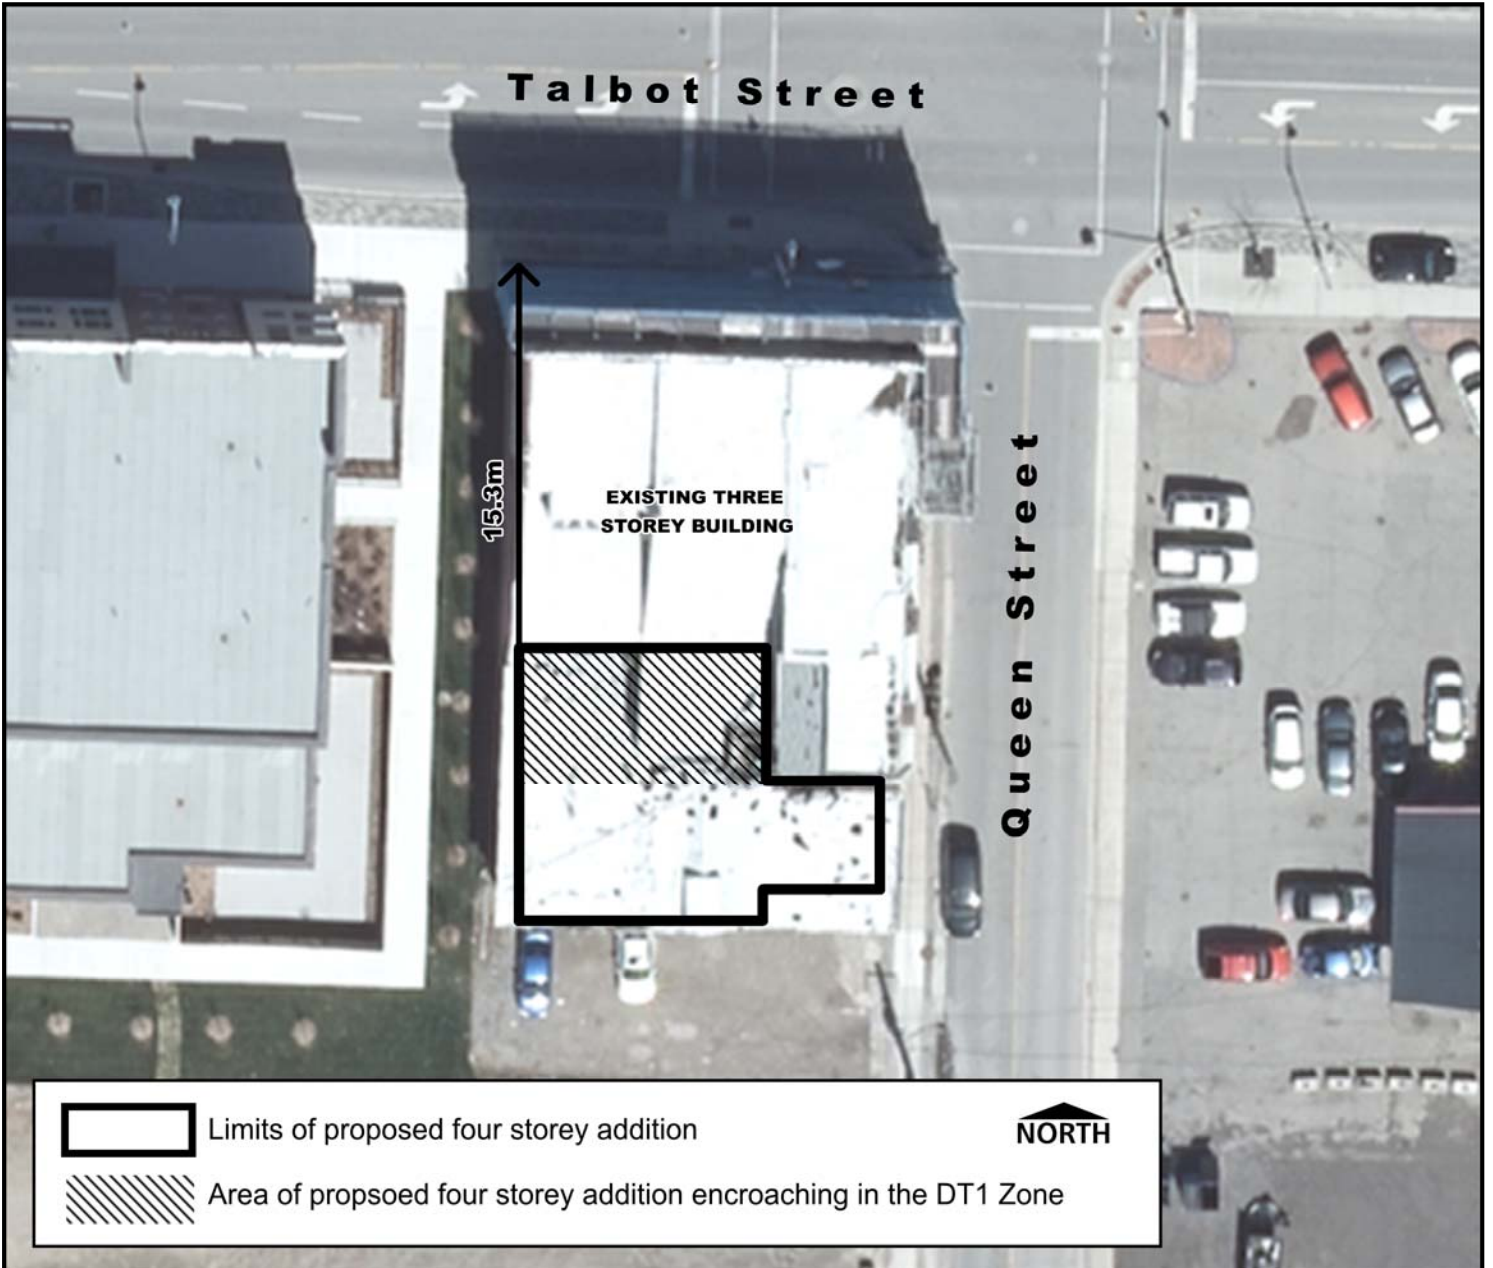 Talbot Street
15.3m
EXISTING THREE
STOREY BUILDING
Queen Street
Limits of proposed four storey addition
NORTH
Area of propsoed four storey addition encroaching in the DT1 Zone